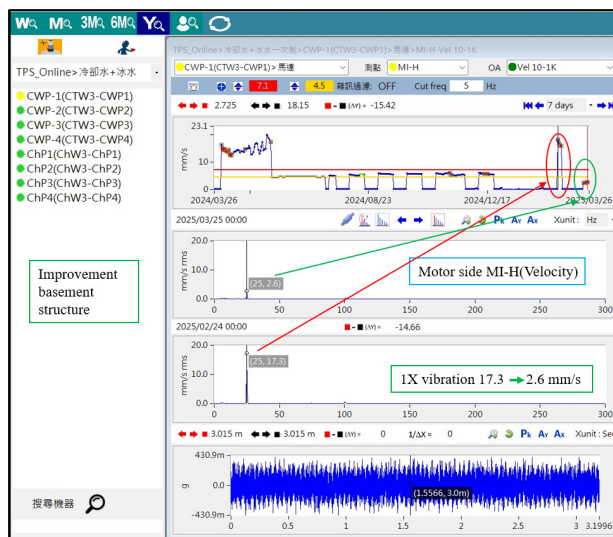 W M 3M 6M Y
TPS_Online>冷卻水+冰水
CWP-1(CTW3-CWP1)
CWP-2(CTW3-CWP2)
CWP-3(CTW3-CWP3)
CWP-4(CTW3-CWP4)
ChP1(ChW3-ChP1)
ChP2(ChW3-ChP2)
ChP3(ChW3-ChP3)
ChP4(ChW3-ChP4)
Improvement
basement
structure
搜尋機器
TPS_Online>冷卻水+冰水一次側>CWP-1(CTW3-CWP1)>馬達>MI-H-Vel 10-1K
CWP-1(CTW3-CWP1)> 馬達 測點 MI-H OA Vel 10-1K
7.1 4.5 雜訊過濾: OFF Cut freq 5 Hz
2.725 18.15 (ΔY) = -15.42 7 days
23.1
10
0
mm/s
2024/03/26 2024/08/23 2024/12/17 2025/03/26
2025/03/25 00:00 Pk AY AX Xunit : Hz
20.0
10.0
0.0
mm/s rms
(25, 2.6)
Motor side MI-H(Velocity)
0 50 100 150 200
2025/02/24 00:00 (ΔY) = -14.66
20.0
10.0
0.0
mm/s rms
(25, 17.3)
1X vibration 17.3 → 2.6 mm/s
0 50 100 150 200
3.015 m 3.015 m (ΔY) = 0 1/ΔX = 0 Pk AY AX Xunit : Sec
430.9m
-430.9m
g
(1.5566, 3.0m)
0 0.5 1 1.5 2 2.5 3 3.1996